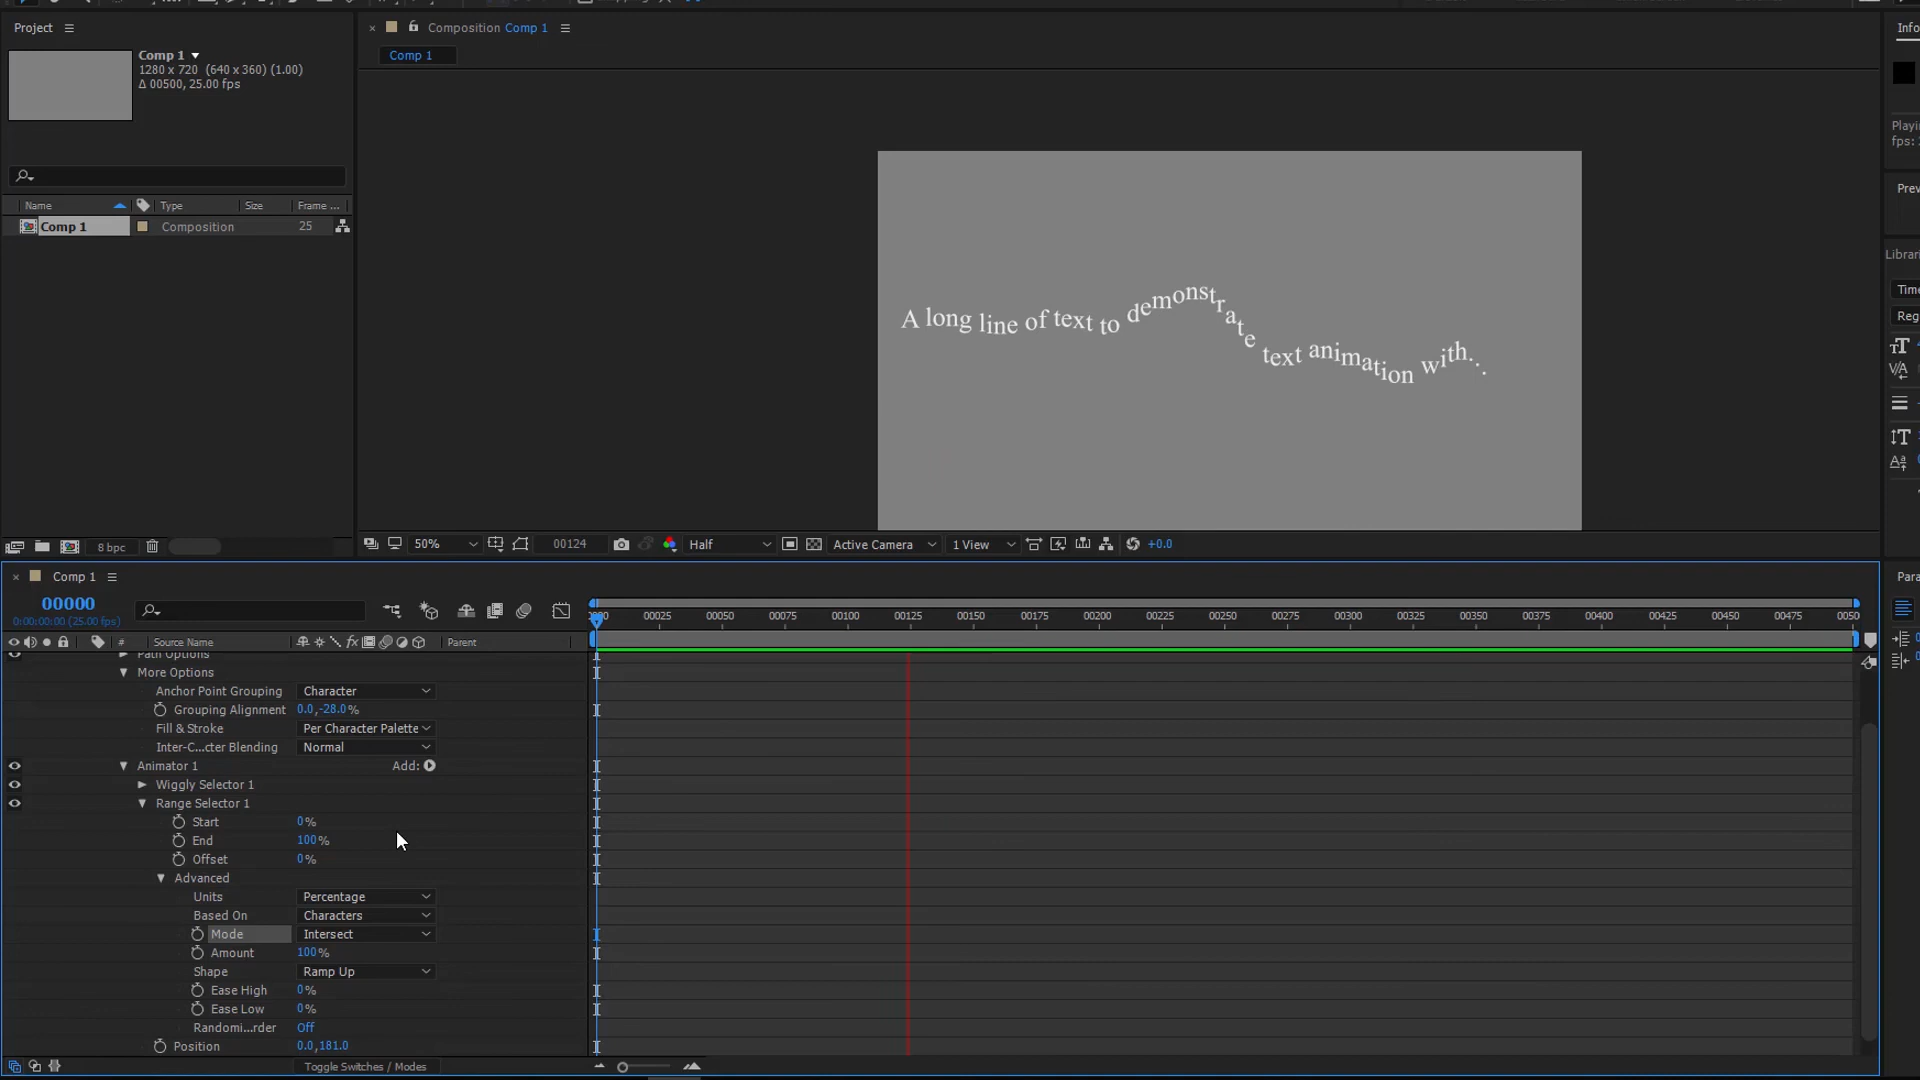 Project
Comp 1
1280 x 720 (640 x 360) (1.00)
Δ 00500, 25.00 fps
Name Type Size Frame ...
Comp 1 Composition 25
8 bpc
Composition Comp 1
Comp 1
A long line of text to demonstrate text animation with...
50% 00124 Half Active Camera 1 View +0.0
Info
fps:
Comp 1
00000
0:00:00:00 (25.00 fps)
# Source Name fx Parent
00025 00050 00075 00100 00125 00150 00175 00200 00225 00250 00275 00300 00325 00350 00375 00400 00425 00450 00475
Path Options
More Options
Anchor Point Grouping Character
Grouping Alignment 0.0,-28.0%
Fill & Stroke Per Character Palette
Inter-C...cter Blending Normal
Animator 1 Add:
Wiggly Selector 1
Range Selector 1
Start 0%
End 100%
Offset 0%
Advanced
Units Percentage
Based On Characters
Mode Intersect
Amount 100%
Shape Ramp Up
Ease High 0%
Ease Low 0%
Randomi...rder Off
Position 0.0,181.0
Toggle Switches / Modes